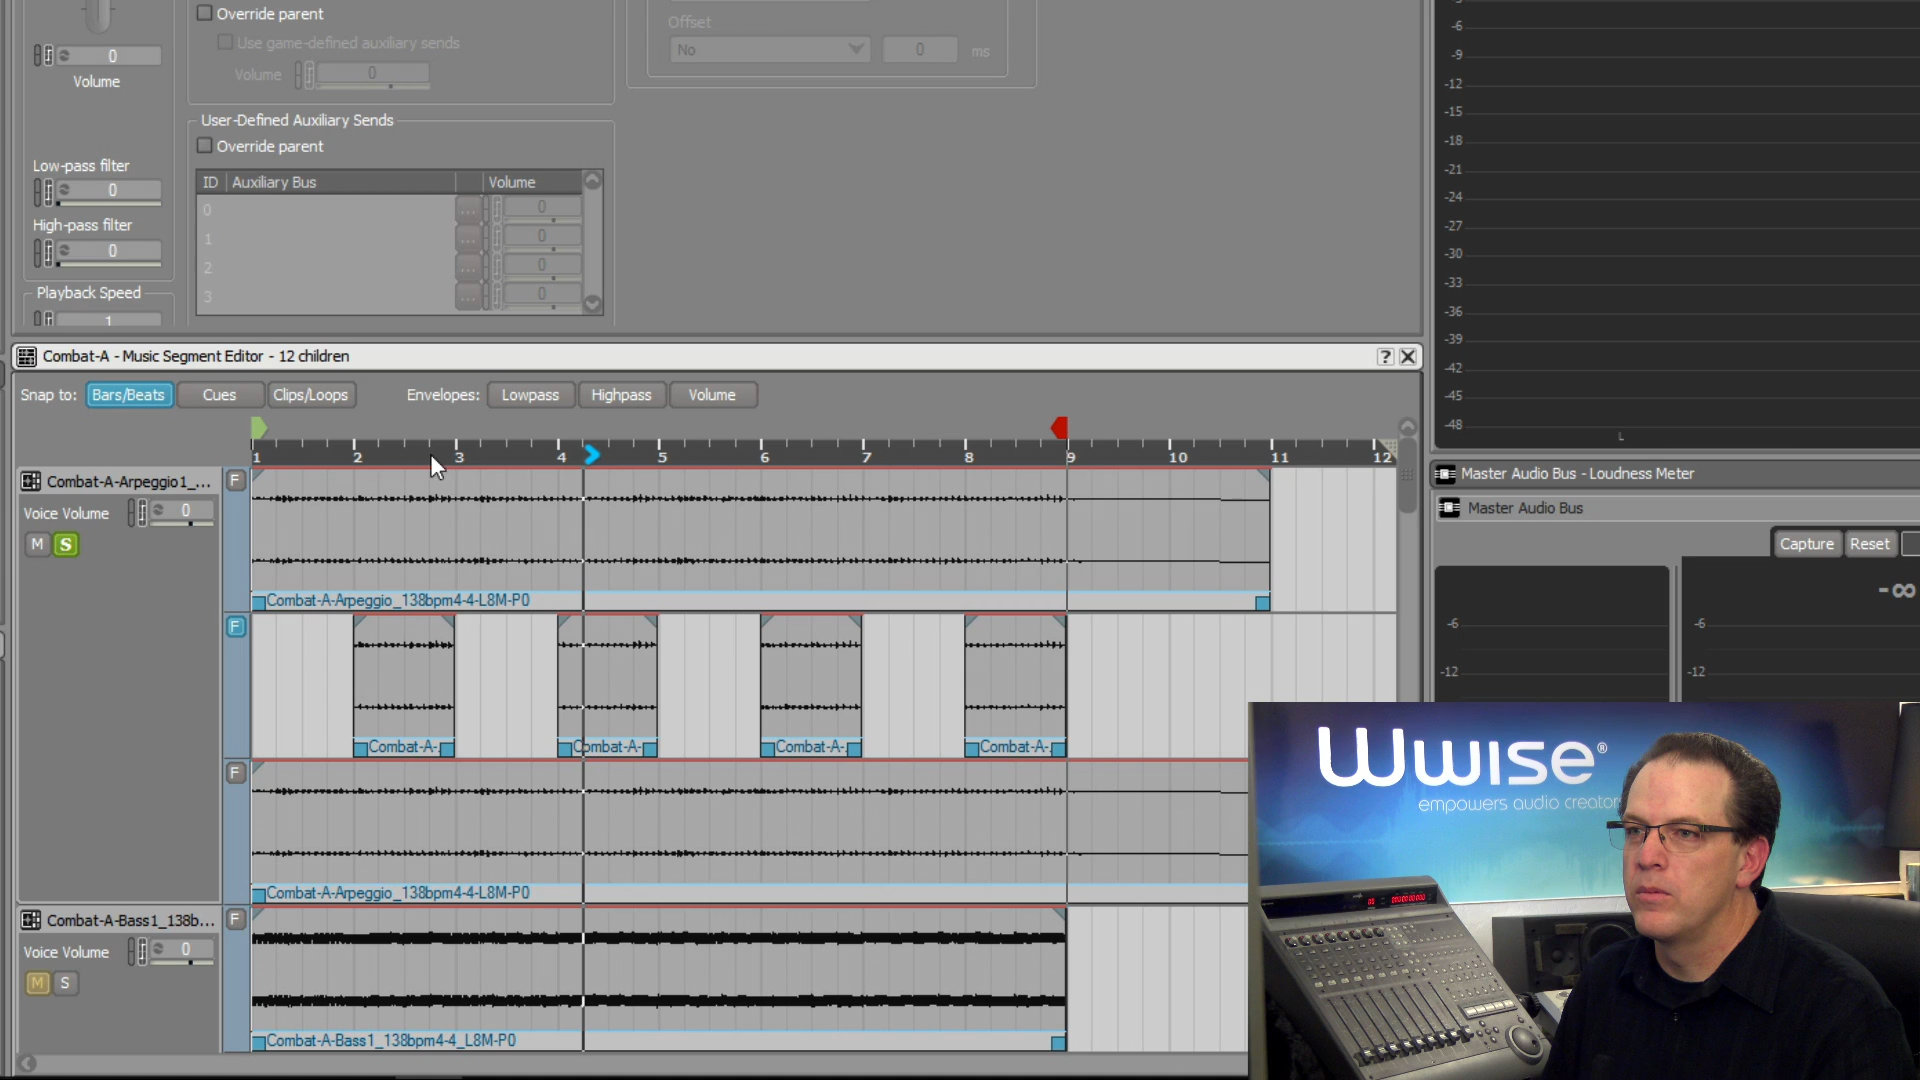 Override parent
Use game-defined auxiliary sends
Volume 0
0
Volume
Offset
No 0 ms
User-Defined Auxiliary Sends
Override parent
ID Auxiliary Bus Volume
0 ... 0
1 ... 0
2 ... 0
3 ... 0
Low-pass filter
0
High-pass filter
0
Playback Speed
1
Combat-A - Music Segment Editor - 12 children
? X
Snap to: Bars/Beats Cues Clips/Loops Envelopes: Lowpass Highpass Volume
1 2 3 4 5 6 7 8 9 10 11 12
Combat-A-Arpeggio1_...
Voice Volume 0
M S
F
Combat-A-Arpeggio_138bpm4-4-L8M-P0
F
Combat-A-. Combat-A- Combat-A-. Combat-A-.
F
Combat-A-Arpeggio_138bpm4-4-L8M-P0
Combat-A-Bass1_138b...
Voice Volume 0
M S
F
Combat-A-Bass1_138bpm4-4_L8M-P0
-6
-9
-12
-15
-18
-21
-24
-27
-30
-33
-36
-39
-42
-45
-48
L
Master Audio Bus - Loudness Meter
Master Audio Bus
Capture Reset
-∞
-6 -6
-12 -12
Wwise®
empowers audio creator